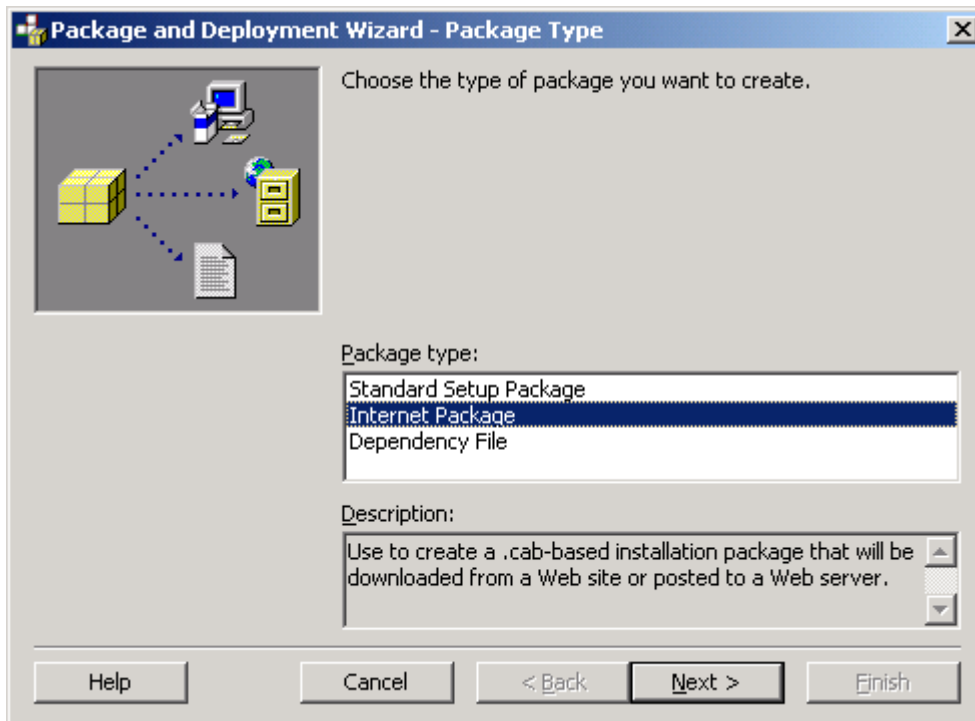 Package and Deployment Wizard - Package Type
Choose the type of package you want to create.
Package type:
Standard Setup Package
Internet Package
Dependency File
Description:
Use to create a .cab-based installation package that will be
downloaded from a Web site or posted to a Web server.
Help
Cancel
< Back
Next >
Finish